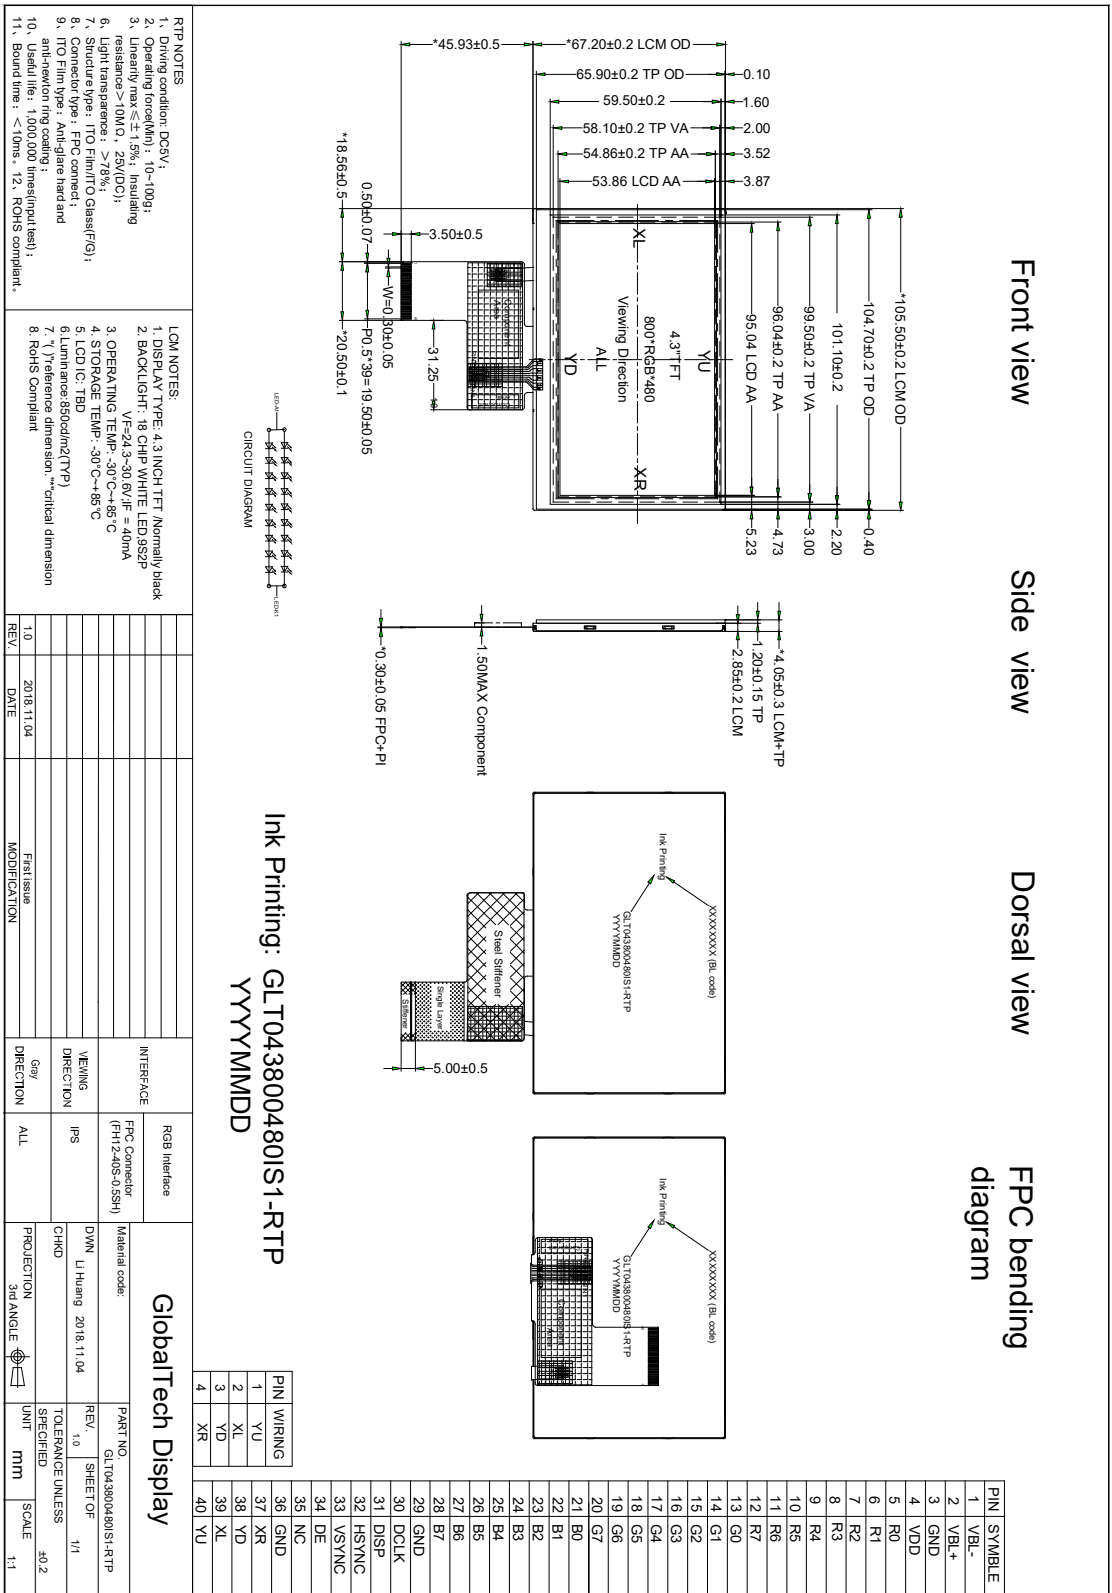 Front view
Side view
Dorsal view
FPC bending
diagram
*105.50±0.2 LCM OD
104.70±0.2 TP OD
101.10±0.2
99.50±0.2 TP VA
96.04±0.2 TP AA
95.04 LCD AA
0.40
2.20
3.00
4.73
5.23
*67.20±0.2 LCM OD
65.90±0.2 TP OD
59.50±0.2
58.10±0.2 TP VA
54.86±0.2 TP AA
53.86 LCD AA
0.10
1.60
2.00
3.52
3.87
*45.93±0.5
*18.56±0.5
0.50±0.07
3.50±0.5
W=0.30±0.05
P0.5*39=19.50±0.05
*20.50±0.1
31.25
YU
XL
XR
YD
4.3"TFT
800*RGB*480
Viewing Direction
ALL
Component
Area
LED-A1
LED-K1
CIRCUIT DIAGRAM
*4.05±0.3 LCM+TP
1.20±0.15 TP
2.85±0.2 LCM
1.50MAX Component
*0.30±0.05 FPC+PI
XXXXXXXX (BL code)
Ink Printing
GLT043800480IS1-RTP
YYYYMMDD
Steel Stiffener
Single Layer
Stiffener
5.00±0.5
XXXXXXXX (BL code)
Ink Printing
GLT043800480IS1-RTP
YYYYMMDD
Component
Area
Ink Printing: GLT043800480IS1-RTP
YYYYMMDD
PIN SYMBLE
1 VBL-
2 VBL+
3 GND
4 VDD
5 R0
6 R1
7 R2
8 R3
9 R4
10 R5
11 R6
12 R7
13 G0
14 G1
15 G2
16 G3
17 G4
18 G5
19 G6
20 G7
21 B0
22 B1
23 B2
24 B3
25 B4
26 B5
27 B6
28 B7
29 GND
30 DCLK
31 DISP
32 HSYNC
33 VSYNC
34 DE
35 NC
36 GND
37 XR
38 YD
39 XL
40 YU
PIN WIRING
1 YU
2 XL
3 YD
4 XR
RTP NOTES
1、Driving condition: DC5V;
2、Operating force(Min): 10~100g;
3、Linearity max≤±1.5%; Insulating
resistance>10MΩ, 25V(DC);
6、Light transparence: >78%;
7、Structure type: ITO Film/ITO Glass(F/G);
8、Connector type: FPC connect;
9、ITO Film type: Anti-glare hard and
anti-newton ring coating;
10、Useful life: 1,000,000 times(input test);
11、Bound time: <10ms。12、ROHS compliant。
LCM NOTES:
1. DISPLAY TYPE: 4.3 INCH TFT /Normally black
2. BACKLIGHT: 18 CHIP WHITE LED,9S2P
VF=24.3~30.6V;IF = 40mA
3. OPERATING TEMP: -30°C~+85°C
4. STORAGE TEMP: -30°C~+85°C
5. LCD IC: TBD
6.Luminance:850cd/m2(TYP)
7. "( )"reference dimension."*"critical dimension
8. RoHS Compliant
1.0 2018.11.04 First issue
REV. DATE MODIFICATION
INTERFACE
RGB Interface
FPC Connector
(FH12-40S-0.5SH)
VIEWING
DIRECTION
IPS
Gray
DIRECTION
ALL
GlobalTech Display
Material code:
PART NO.
GLT043800480IS1-RTP
DWN Li Huang 2018.11.04
REV. 1.0
SHEET OF 1/1
CHKD
TOLERANCE UNLESS
SPECIFIED ±0.2
PROJECTION
3rd ANGLE
UNIT mm
SCALE 1:1